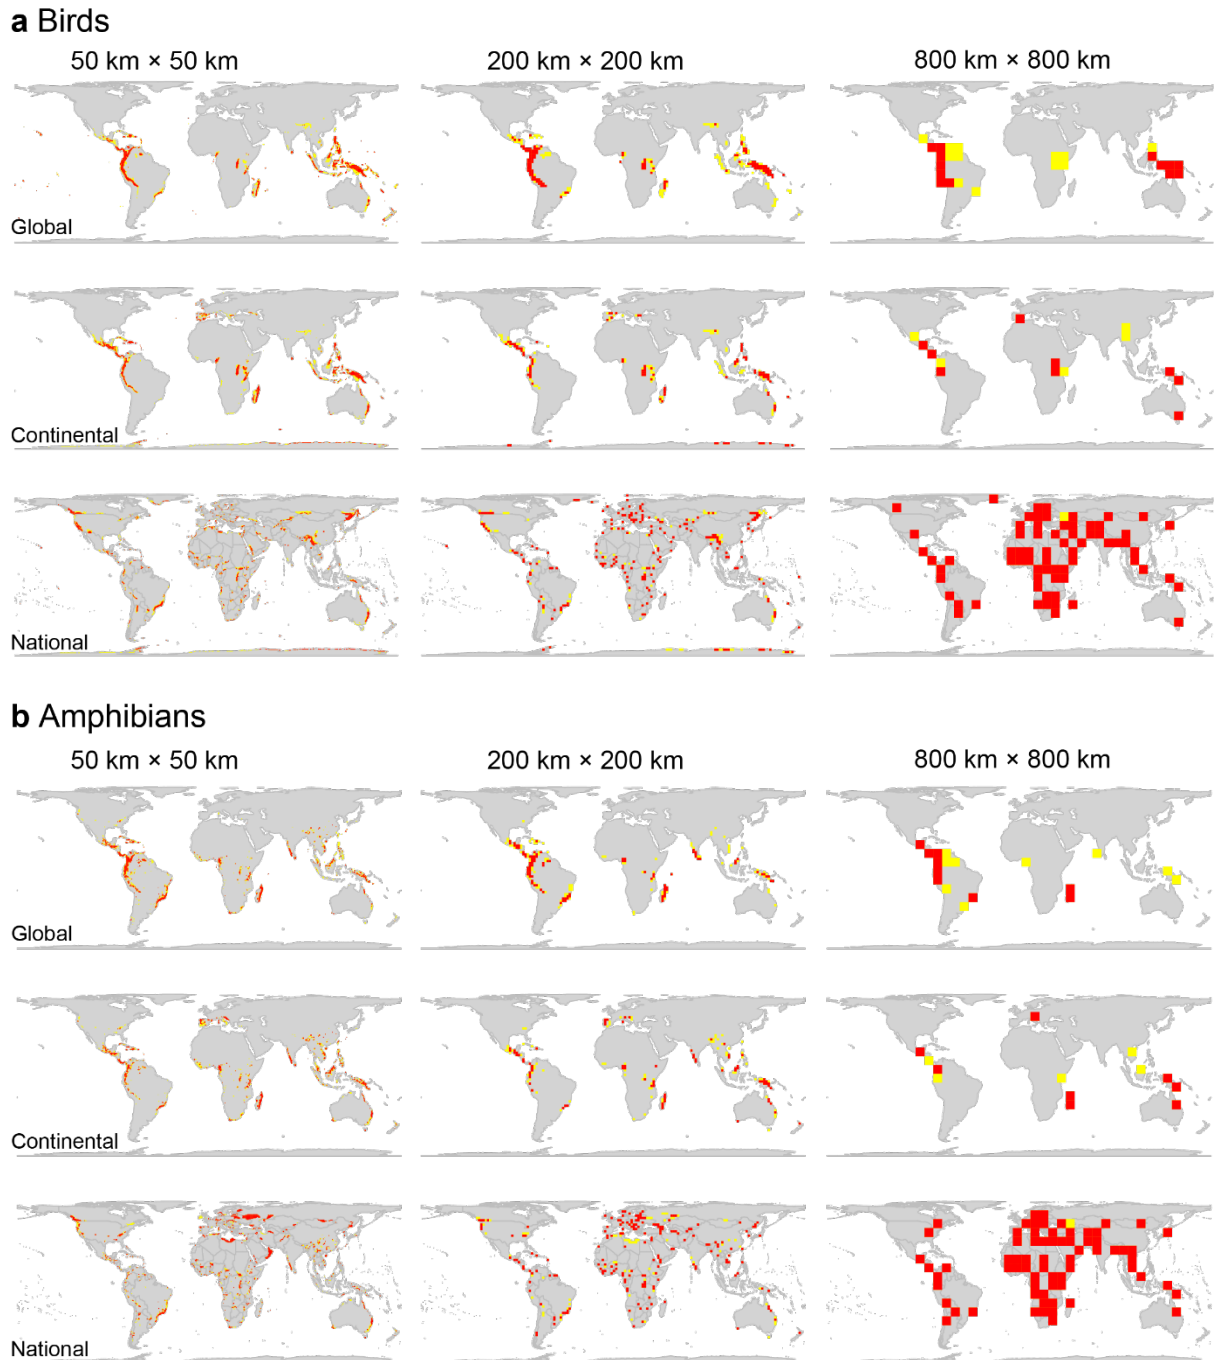 a Birds
50 km × 50 km
200 km × 200 km
800 km × 800 km
Global
Continental
National
b Amphibians
50 km × 50 km
200 km × 200 km
800 km × 800 km
Global
Continental
National